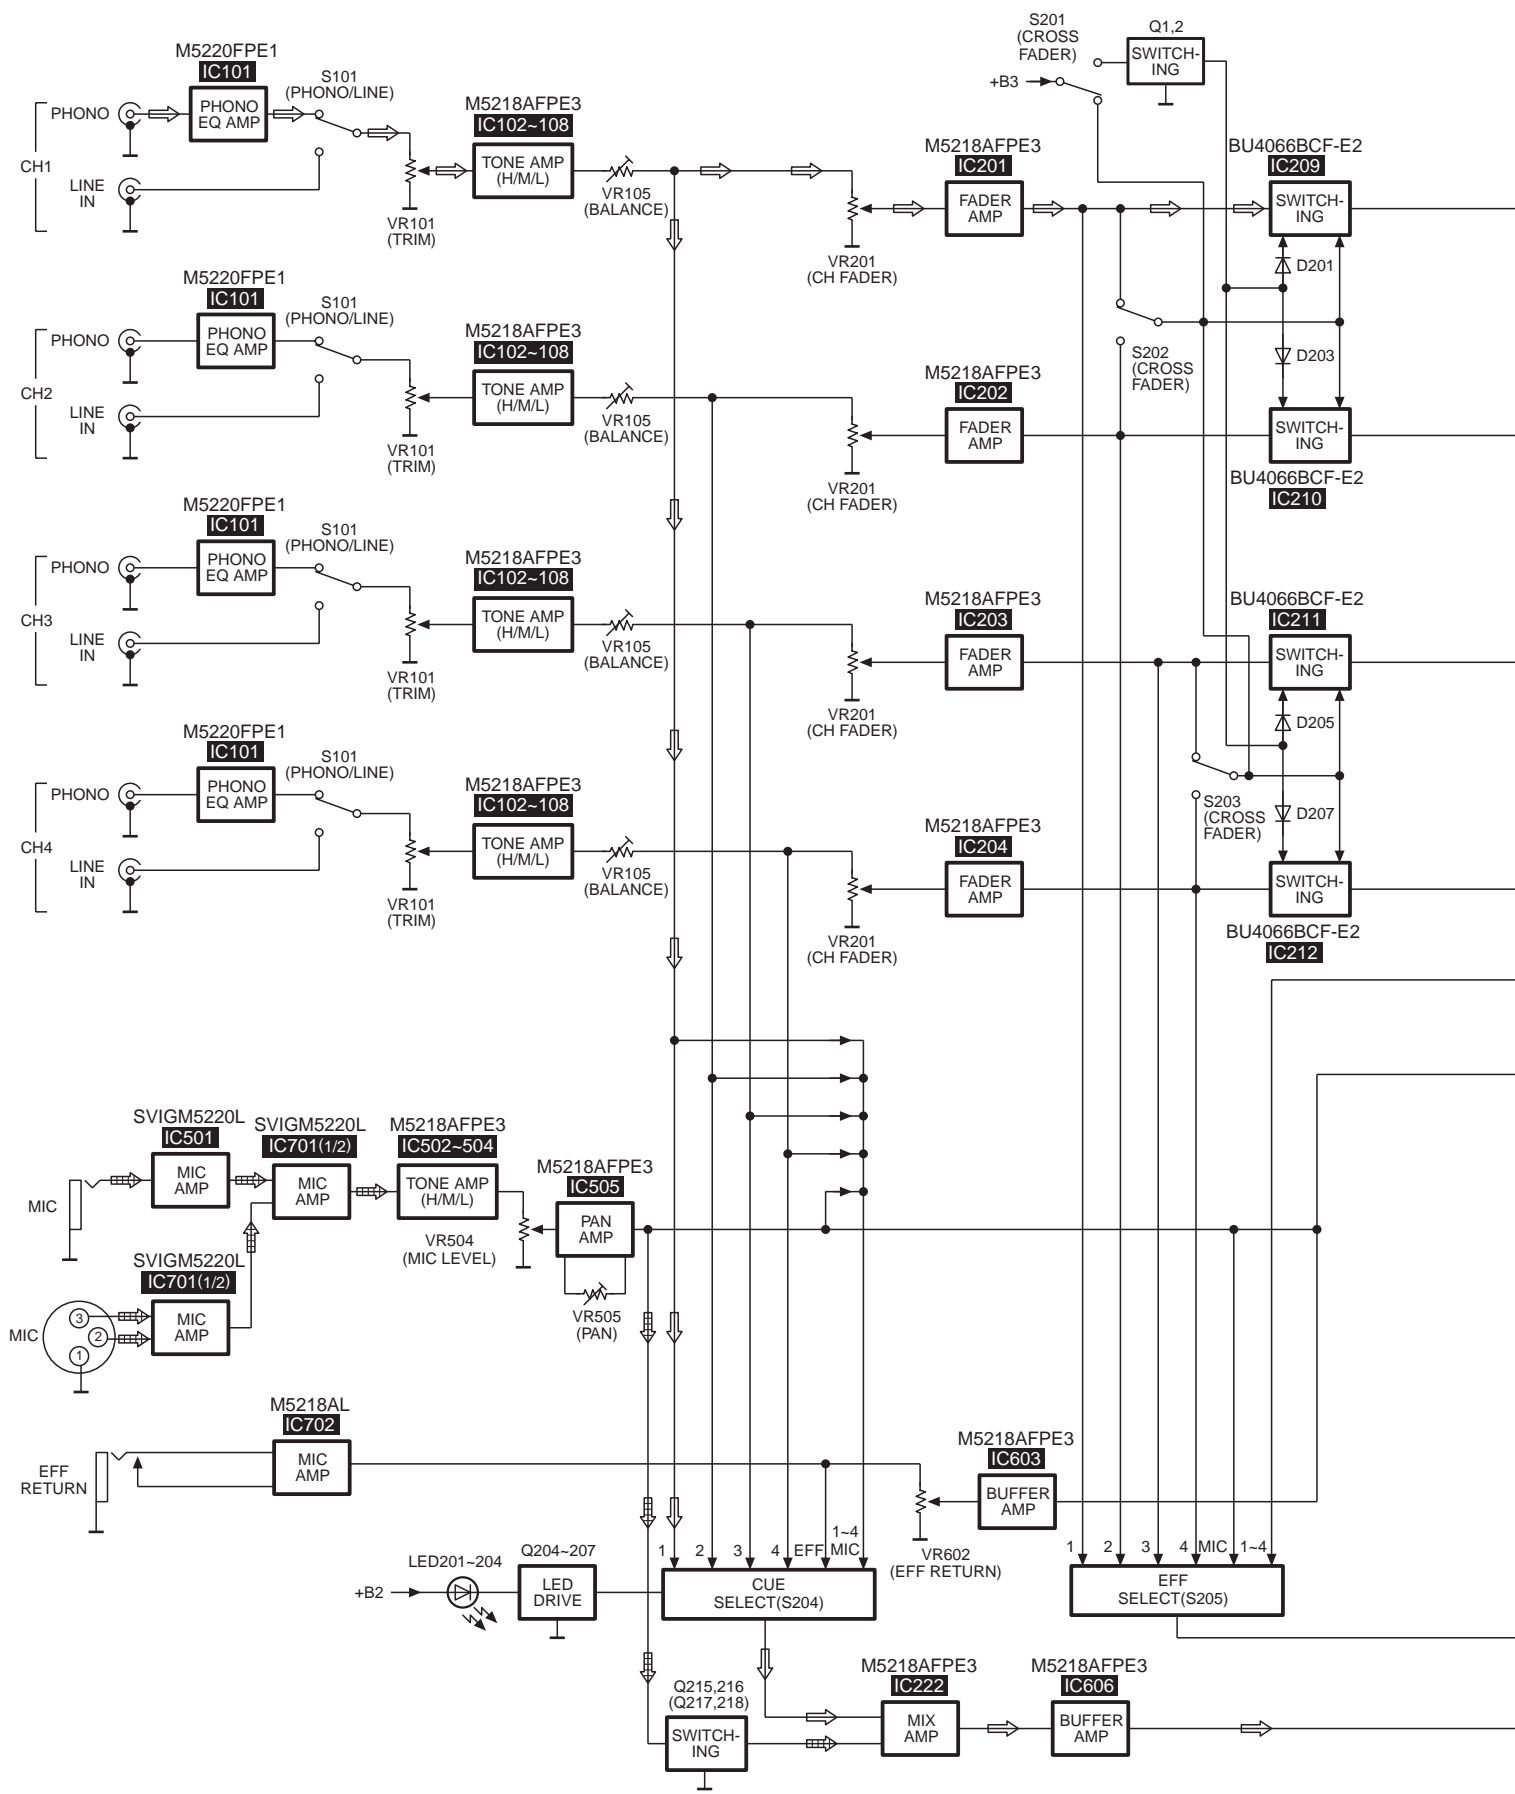 S201
(CROSS
FADER)
Q1,2
SWITCH-
ING
+B3
M5220FPE1
IC101
S101
(PHONO/LINE)
PHONO
PHONO
EQ AMP
CH1
LINE
IN
VR101
(TRIM)
M5218AFPE3
IC102~108
TONE AMP
(H/M/L)
VR105
(BALANCE)
VR201
(CH FADER)
M5218AFPE3
IC201
FADER
AMP
BU4066BCF-E2
IC209
SWITCH-
ING
D201
M5220FPE1
IC101
S101
(PHONO/LINE)
PHONO
PHONO
EQ AMP
CH2
LINE
IN
VR101
(TRIM)
M5218AFPE3
IC102~108
TONE AMP
(H/M/L)
VR105
(BALANCE)
VR201
(CH FADER)
M5218AFPE3
IC202
FADER
AMP
S202
(CROSS
FADER)
D203
SWITCH-
ING
BU4066BCF-E2
IC210
M5220FPE1
IC101
S101
(PHONO/LINE)
PHONO
PHONO
EQ AMP
CH3
LINE
IN
VR101
(TRIM)
M5218AFPE3
IC102~108
TONE AMP
(H/M/L)
VR105
(BALANCE)
VR201
(CH FADER)
M5218AFPE3
IC203
FADER
AMP
BU4066BCF-E2
IC211
SWITCH-
ING
D205
M5220FPE1
IC101
S101
(PHONO/LINE)
PHONO
PHONO
EQ AMP
CH4
LINE
IN
VR101
(TRIM)
M5218AFPE3
IC102~108
TONE AMP
(H/M/L)
VR105
(BALANCE)
VR201
(CH FADER)
M5218AFPE3
IC204
FADER
AMP
S203
(CROSS
FADER)
D207
SWITCH-
ING
BU4066BCF-E2
IC212
SVIGM5220L
IC501
MIC
AMP
MIC
SVIGM5220L
IC701(1/2)
MIC
AMP
M5218AFPE3
IC502~504
TONE AMP
(H/M/L)
VR504
(MIC LEVEL)
M5218AFPE3
IC505
PAN
AMP
VR505
(PAN)
SVIGM5220L
IC701(1/2)
MIC
AMP
MIC
3
2
1
M5218AL
IC702
MIC
AMP
EFF
RETURN
M5218AFPE3
IC603
BUFFER
AMP
VR602
(EFF RETURN)
1 2 3 4 EFF 1~4
MIC
CUE
SELECT(S204)
1 2 3 4 MIC 1~4
EFF
SELECT(S205)
LED201~204
+B2
Q204~207
LED
DRIVE
Q215,216
(Q217,218)
SWITCH-
ING
M5218AFPE3
IC222
MIX
AMP
M5218AFPE3
IC606
BUFFER
AMP